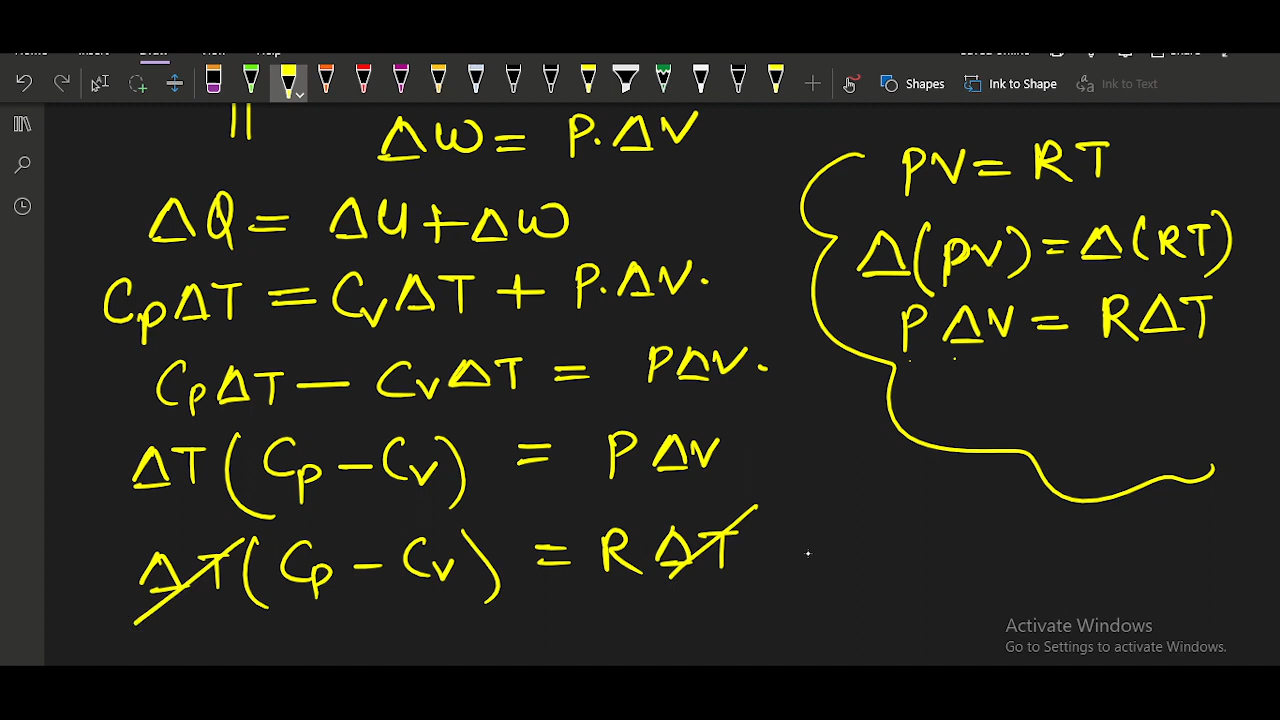 Shapes
Ink to Shape
Ink to Text
ΔW = P.ΔV
ΔQ = ΔU + ΔW
CpΔT = CvΔT + P.ΔV.
CpΔT - CvΔT = PΔV.
ΔT(Cp - Cv) = PΔV
ΔT(Cp - Cv) = RΔT
PV = RT
Δ(PV) = Δ(RT)
PΔV = RΔT
Activate Windows
Go to Settings to activate Windows.